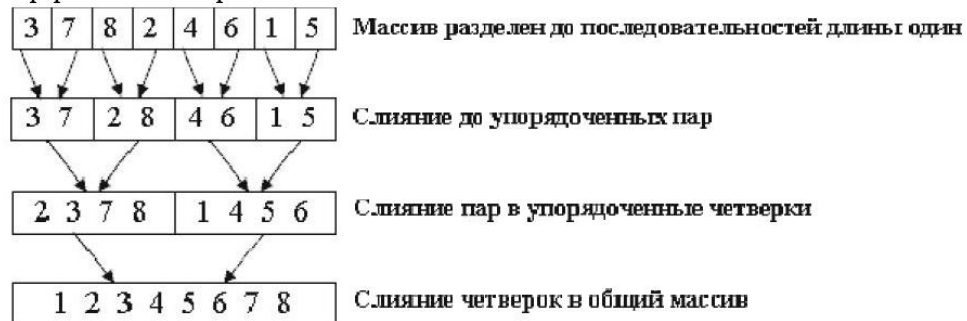 3 7 8 2 4 6 1 5 Массив разделен до последовательностей длины один
3 7 2 8 4 6 1 5 Слияние до упорядоченных пар
2 3 7 8 1 4 5 6 Слияние пар в упорядоченные четверки
1 2 3 4 5 6 7 8 Слияние четверок в общий массив